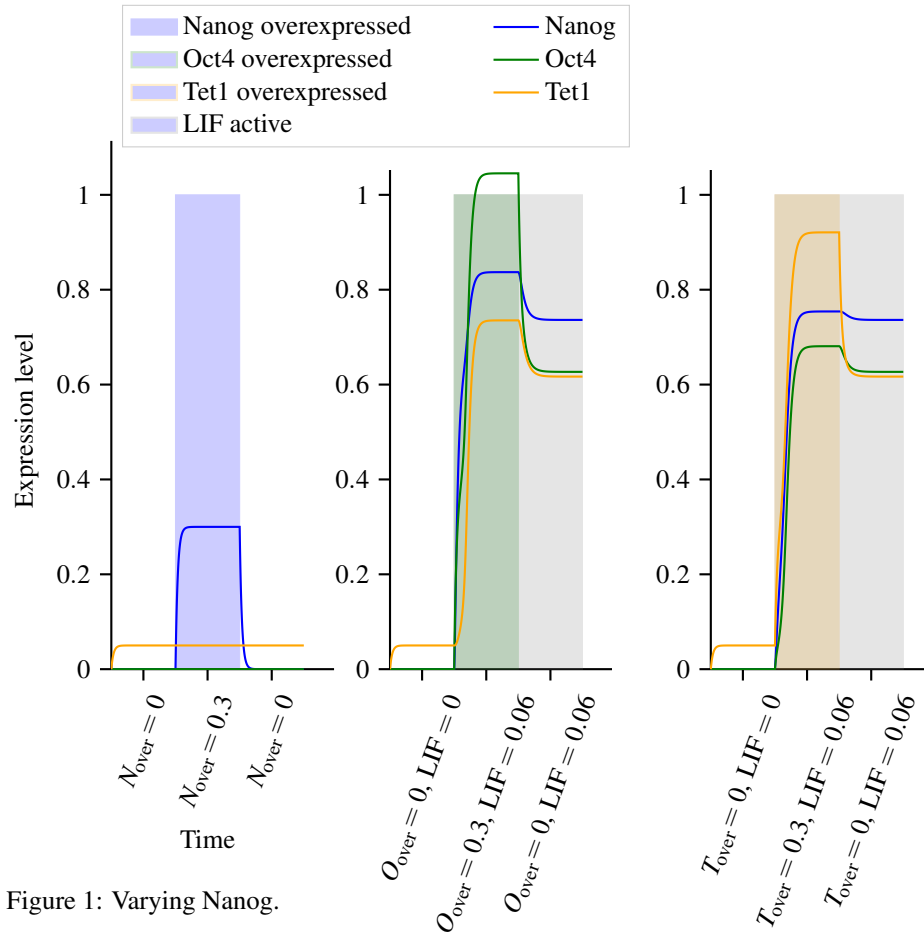 Nanog overexpressed
Oct4 overexpressed
Tet1 overexpressed
LIF active
Nanog
Oct4
Tet1
Expression level
1
0.8
0.6
0.4
0.2
0
N_over = 0
N_over = 0.3
N_over = 0
Time
1
0.8
0.6
0.4
0.2
0
O_over = 0, LIF = 0
O_over = 0.3, LIF = 0.06
O_over = 0, LIF = 0.06
1
0.8
0.6
0.4
0.2
0
T_over = 0, LIF = 0
T_over = 0.3, LIF = 0.06
T_over = 0, LIF = 0.06
Figure 1: Varying Nanog.